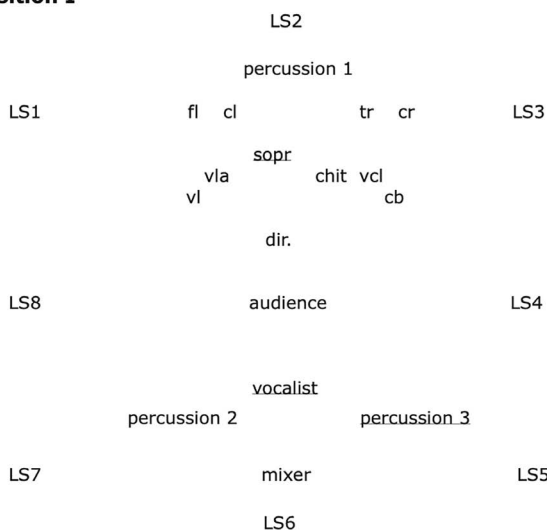 LS2
percussion 1
LS1 fl cl tr cr LS3
sopr
vla chit vcl
vl cb
dir.
LS8 audience LS4
vocalist
percussion 2 percussion 3
LS7 mixer LS5
LS6